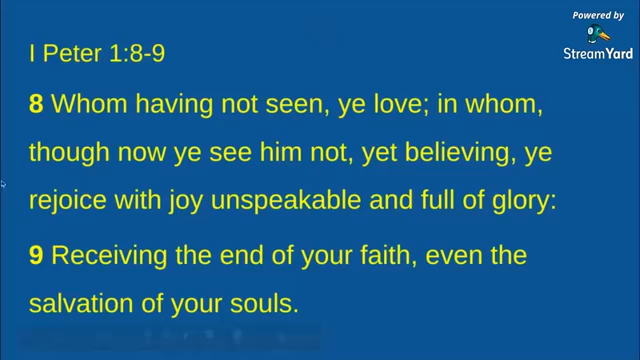 Powered by
StreamYard
I Peter 1:8-9
8 Whom having not seen, ye love; in whom,
though now ye see him not, yet believing, ye
rejoice with joy unspeakable and full of glory:
9 Receiving the end of your faith, even the
salvation of your souls.